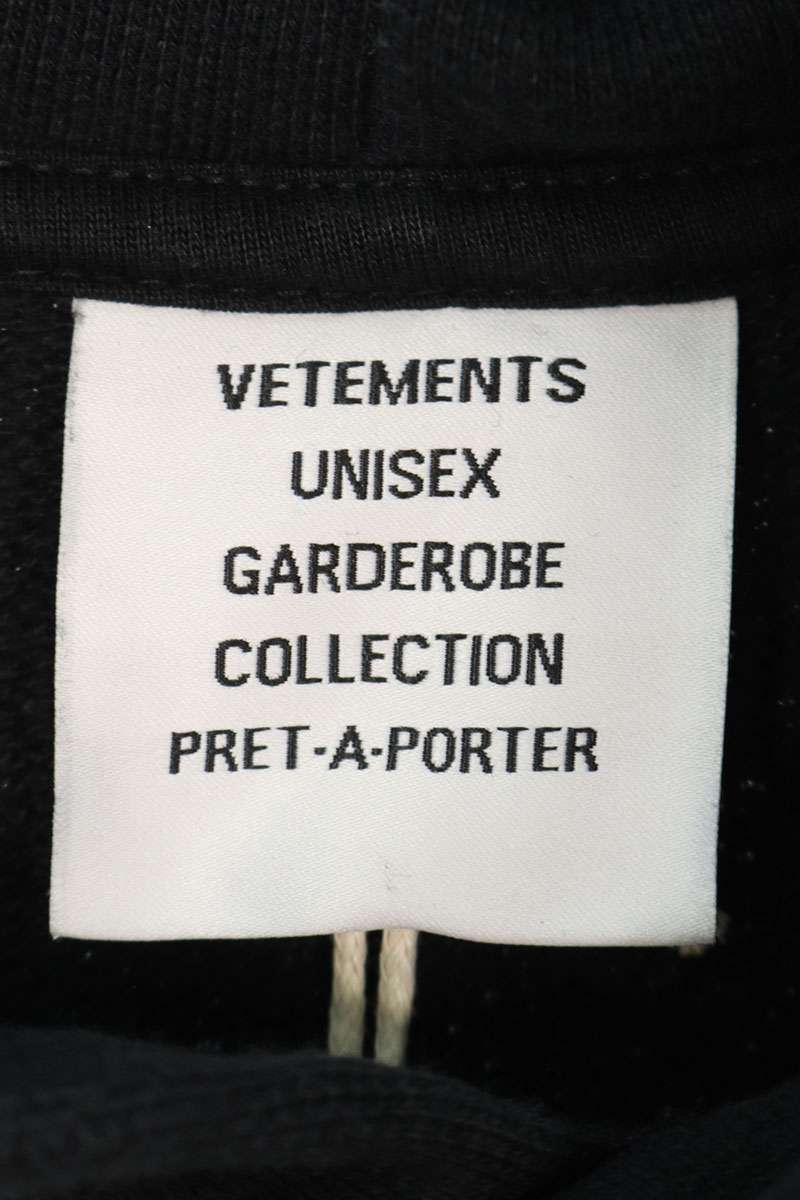 VETEMENTS
UNISEX
GARDEROBE
COLLECTION
PRET-A-PORTER